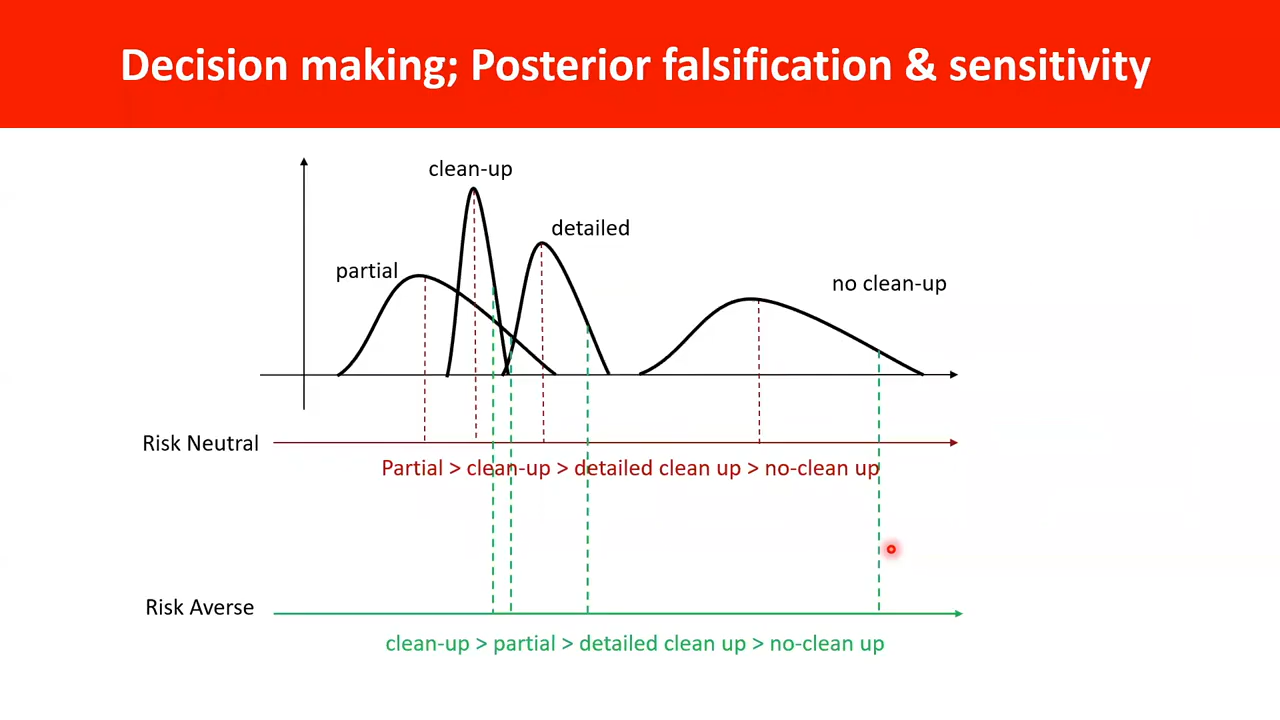 Decision making; Posterior falsification & sensitivity
clean-up
detailed
partial
no clean-up
Risk Neutral
Partial > clean-up > detailed clean up > no-clean up
Risk Averse
clean-up > partial > detailed clean up > no-clean up